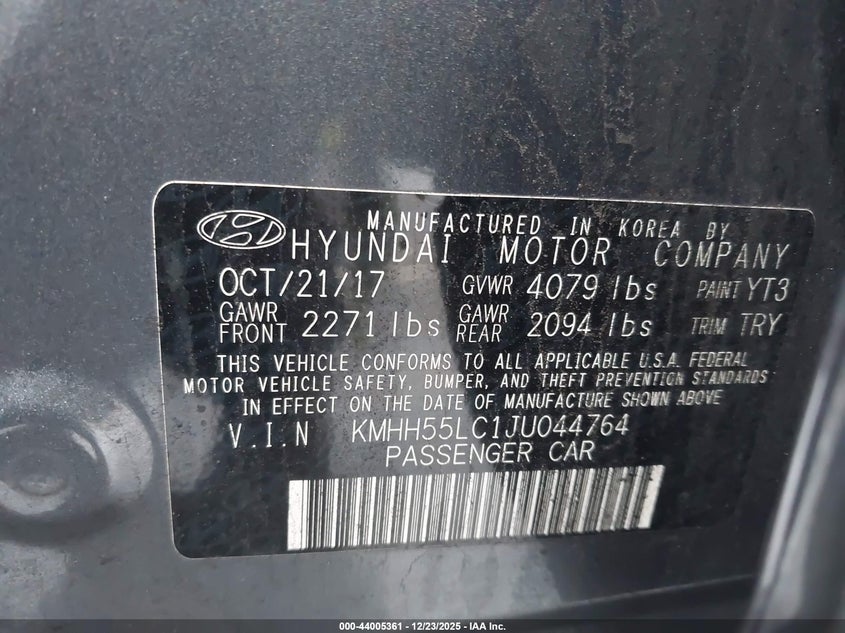 MANUFACTURED IN KOREA BY
HYUNDAI MOTOR COMPANY
OCT/21/17 GVWR 4079 lbs PAINT YT3
GAWR FRONT 2271 lbs GAWR REAR 2094 lbs TRIM TRY
THIS VEHICLE CONFORMS TO ALL APPLICABLE U.S.A. FEDERAL
MOTOR VEHICLE SAFETY, BUMPER, AND THEFT PREVENTION STANDARDS
IN EFFECT ON THE DATE OF MANUFACTURE SHOWN ABOVE
V.I.N KMHH55LC1JU044764
PASSENGER CAR
000-44005361 - 12/23/2025 - IAA Inc.